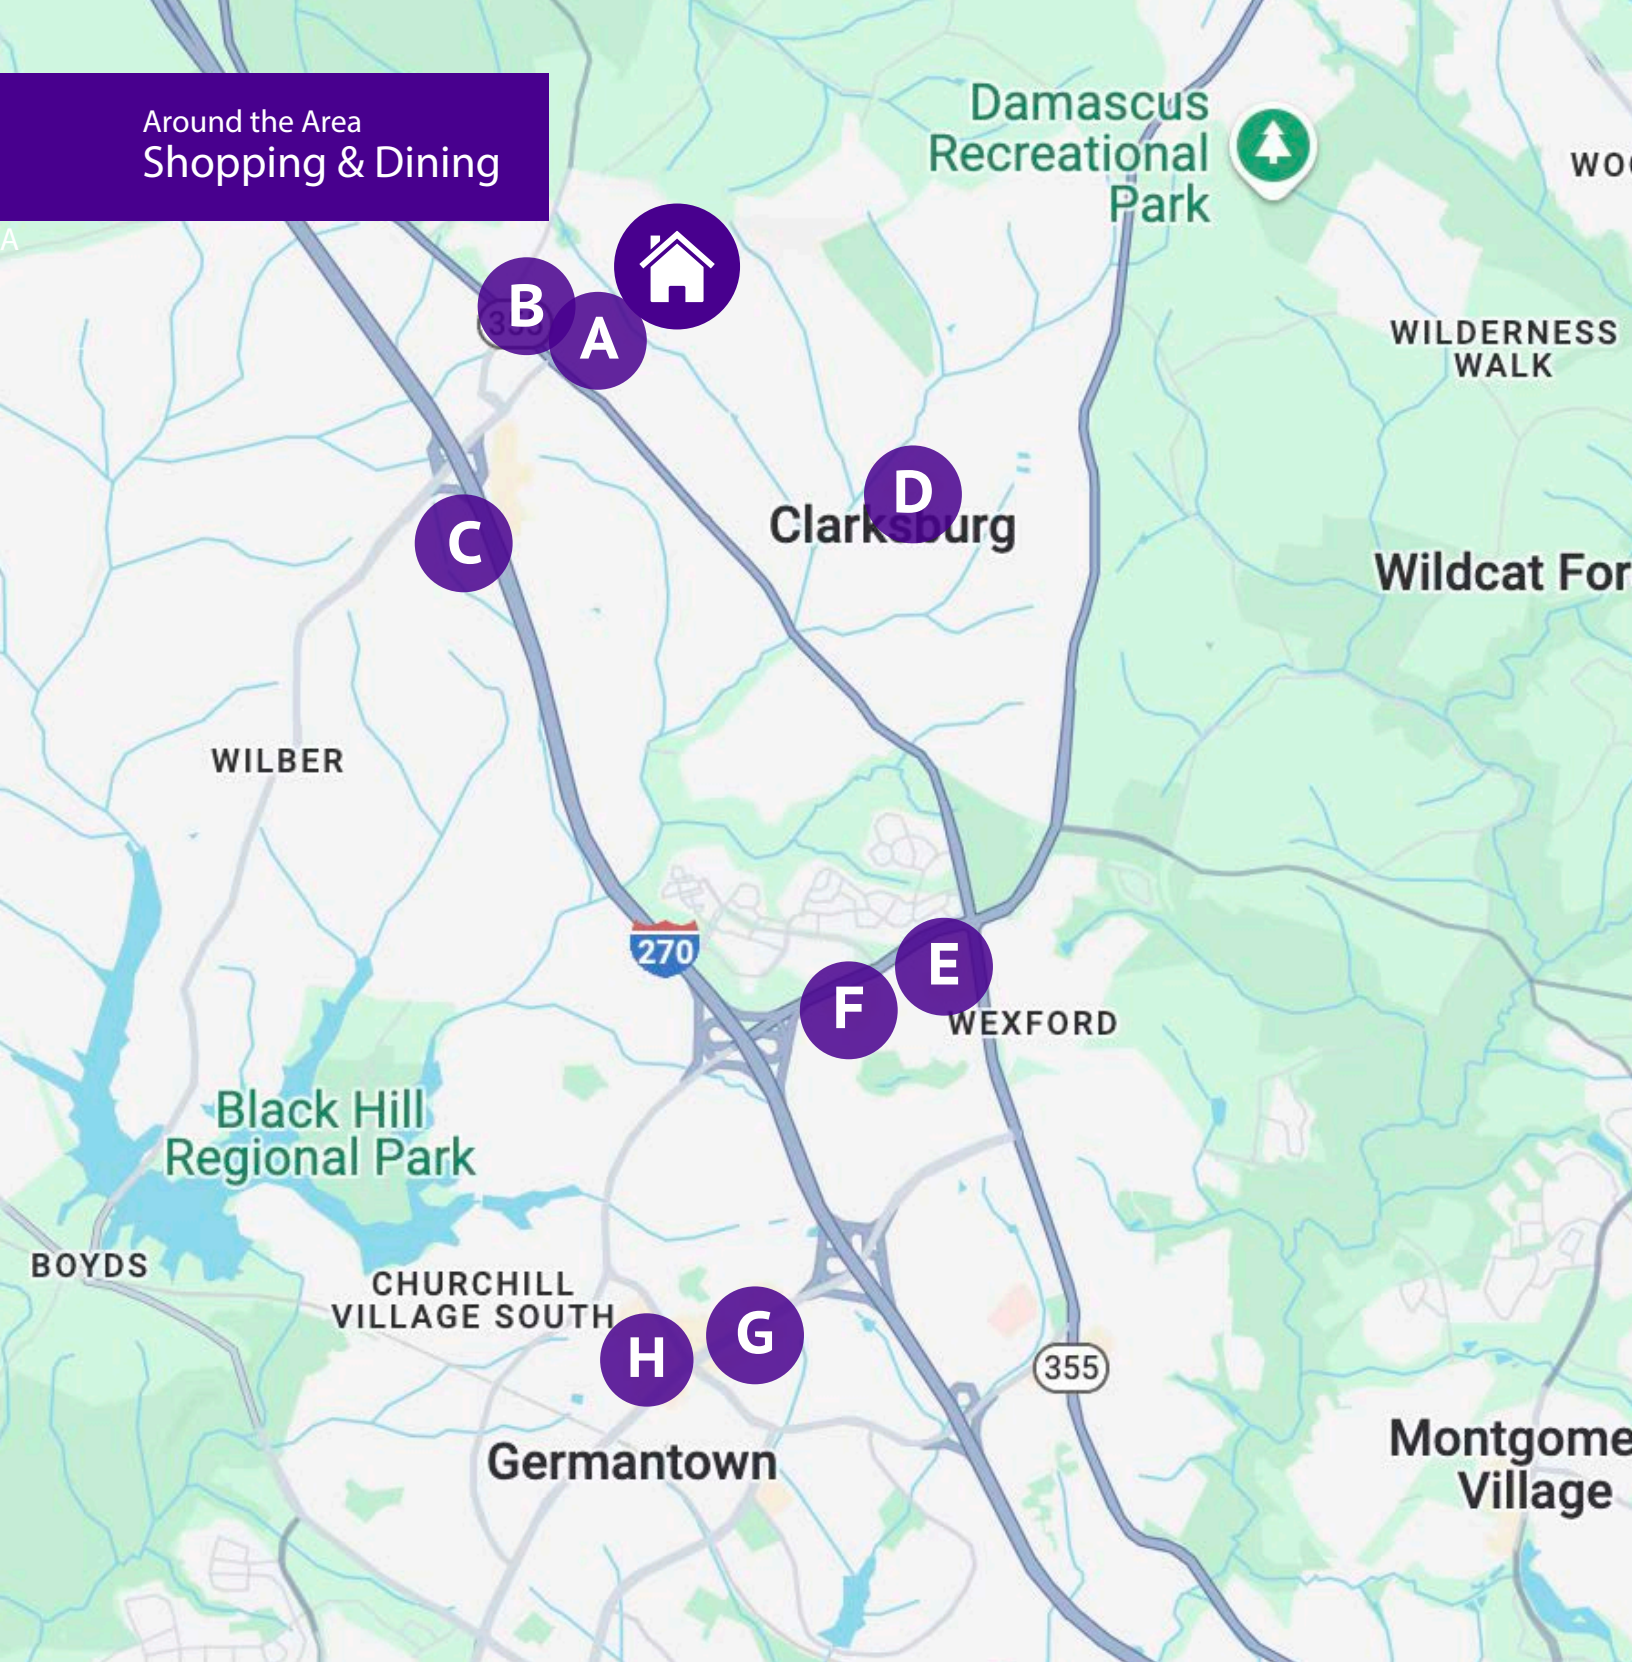 Around the Area
Shopping & Dining
A
Damascus
Recreational
Park
WILDERNESS
WALK
B
355
A
D
Clarksburg
C
Wildcat For
WILBER
270
E
F
WEXFORD
Black Hill
Regional Park
BOYDS
CHURCHILL
VILLAGE SOUTH
G
H
355
Germantown
Montgome
Village